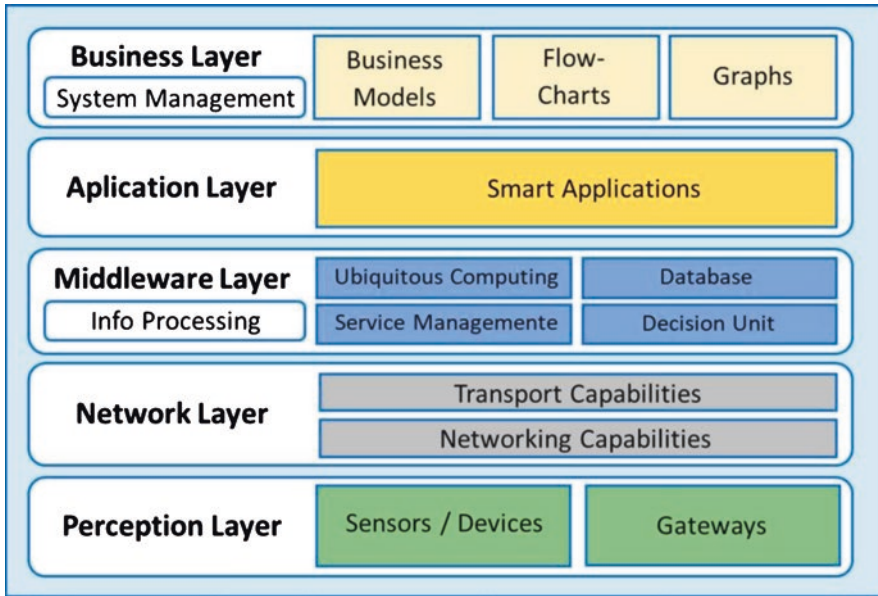 Business Layer
System Management
Business
Models
Flow-
Charts
Graphs
Aplication Layer
Smart Applications
Middleware Layer
Info Processing
Ubiquitous Computing
Database
Service Managemente
Decision Unit
Network Layer
Transport Capabilities
Networking Capabilities
Perception Layer
Sensors / Devices
Gateways